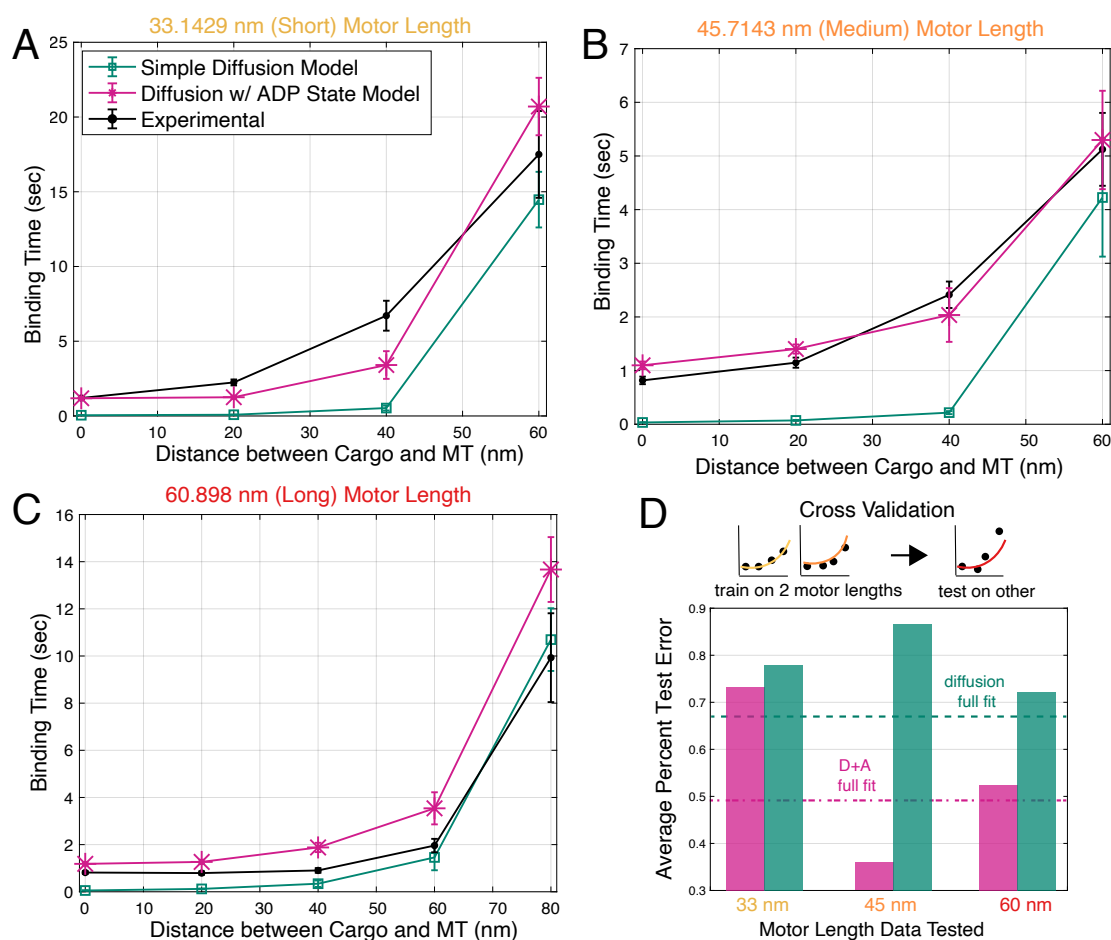 A
33.1429 nm (Short) Motor Length
Simple Diffusion Model
Diffusion w/ ADP State Model
Experimental
Binding Time (sec)
25
20
15
10
5
0
0 10 20 30 40 50 60
Distance between Cargo and MT (nm)
B
45.7143 nm (Medium) Motor Length
Binding Time (sec)
7
6
5
4
3
2
1
0
0 10 20 30 40 50 60
Distance between Cargo and MT (nm)
C
60.898 nm (Long) Motor Length
Binding Time (sec)
16
14
12
10
8
6
4
2
0
0 10 20 30 40 50 60 70 80
Distance between Cargo and MT (nm)
D
Cross Validation
train on 2 motor lengths
test on other
Average Percent Test Error
0.9
0.8
0.7
0.6
0.5
0.4
0.3
diffusion
full fit
D+A
full fit
33 nm 45 nm 60 nm
Motor Length Data Tested